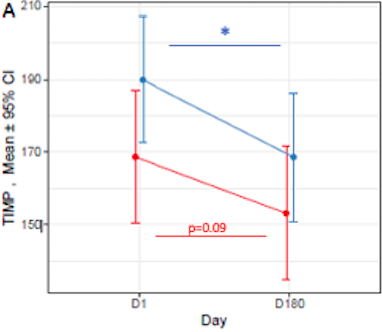 A
210
*
190
TIMP , Mean ± 95% CI
170
p=0.09
150
D1 D180
Day